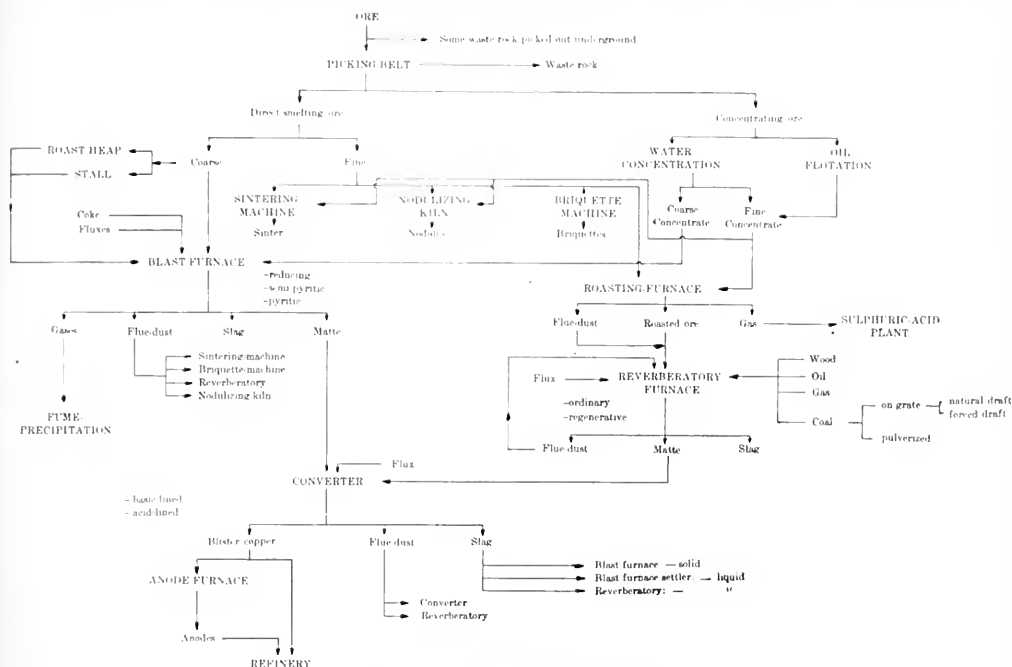 ORE
Some waste rock picked out underground
PICKING BELT
Waste rock
Direct smelting ore
Concentrating ore
ROAST HEAP
STALL
Coarse
Fine
WATER
CONCENTRATION
OIL
FLOTATION
SINTERING
MACHINE
NODULIZING
KILN
BRIQUETTE
MACHINE
Coarse
Concentrate
Fine
Concentrate
Coke
Fluxes
Sinter
Nodules
Briquettes
BLAST FURNACE
-reducing
-semi pyritic
-pyritic
ROASTING-FURNACE
Gases
Flue-dust
Slag
Matte
Flue-dust
Roasted ore
Gas
SULPHURIC-ACID
PLANT
Sintering-machine
Briquette-machine
Reverberatory
Nodulizing kiln
FUME-
PRECIPITATION
Flux
REVERBERATORY
FURNACE
-ordinary
-regenerative
Wood
Oil
Gas
Coal
on grate
natural draft
forced draft
pulverized
Flue-dust
Matte
Slag
Flux
CONVERTER
- basic lined
- acid-lined
Blister copper
Flue dust
Slag
Blast furnace — solid
Blast furnace settler: — liquid
Reverberatory: — "
ANODE FURNACE
Converter
Reverberatory
Anodes
REFINERY